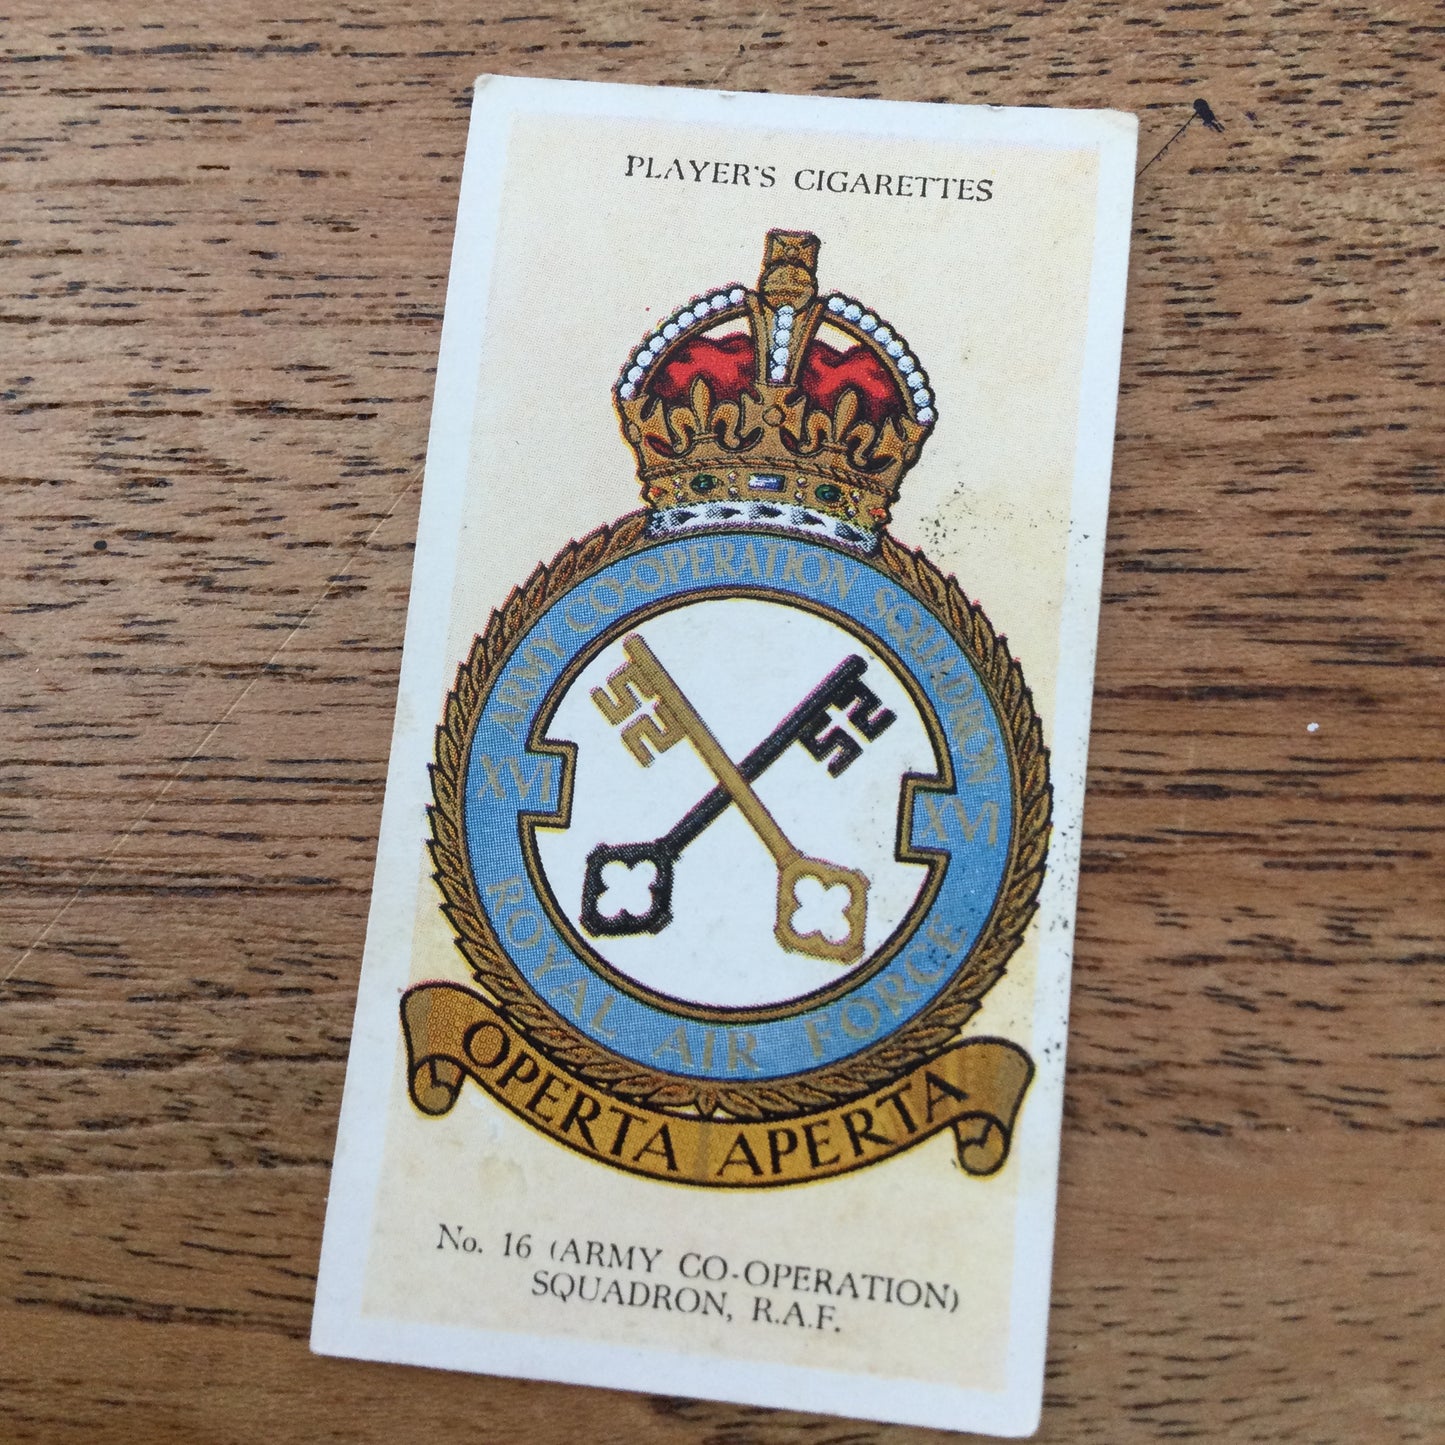 PLAYER'S CIGARETTES
ARMY CO-OPERATION SQUADRON
XVI XVI
ROYAL AIR FORCE
OPERTA APERTA
No. 16 (ARMY CO-OPERATION)
SQUADRON, R.A.F.